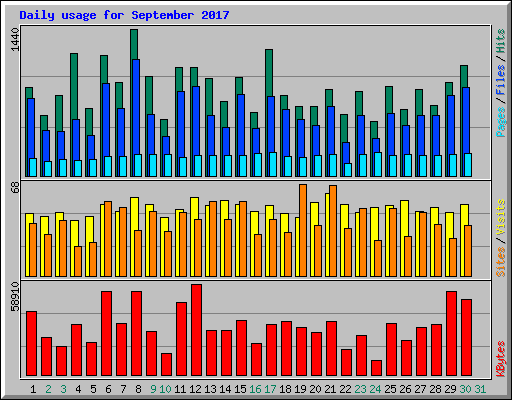 Daily usage for September 2017
1440
Pages/Files/Hits
68
Sites/Visits
58910
KBytes
1 2 3 4 5 6 7 8 9 10 11 12 13 14 15 16 17 18 19 20 21 22 23 24 25 26 27 28 29 30 31